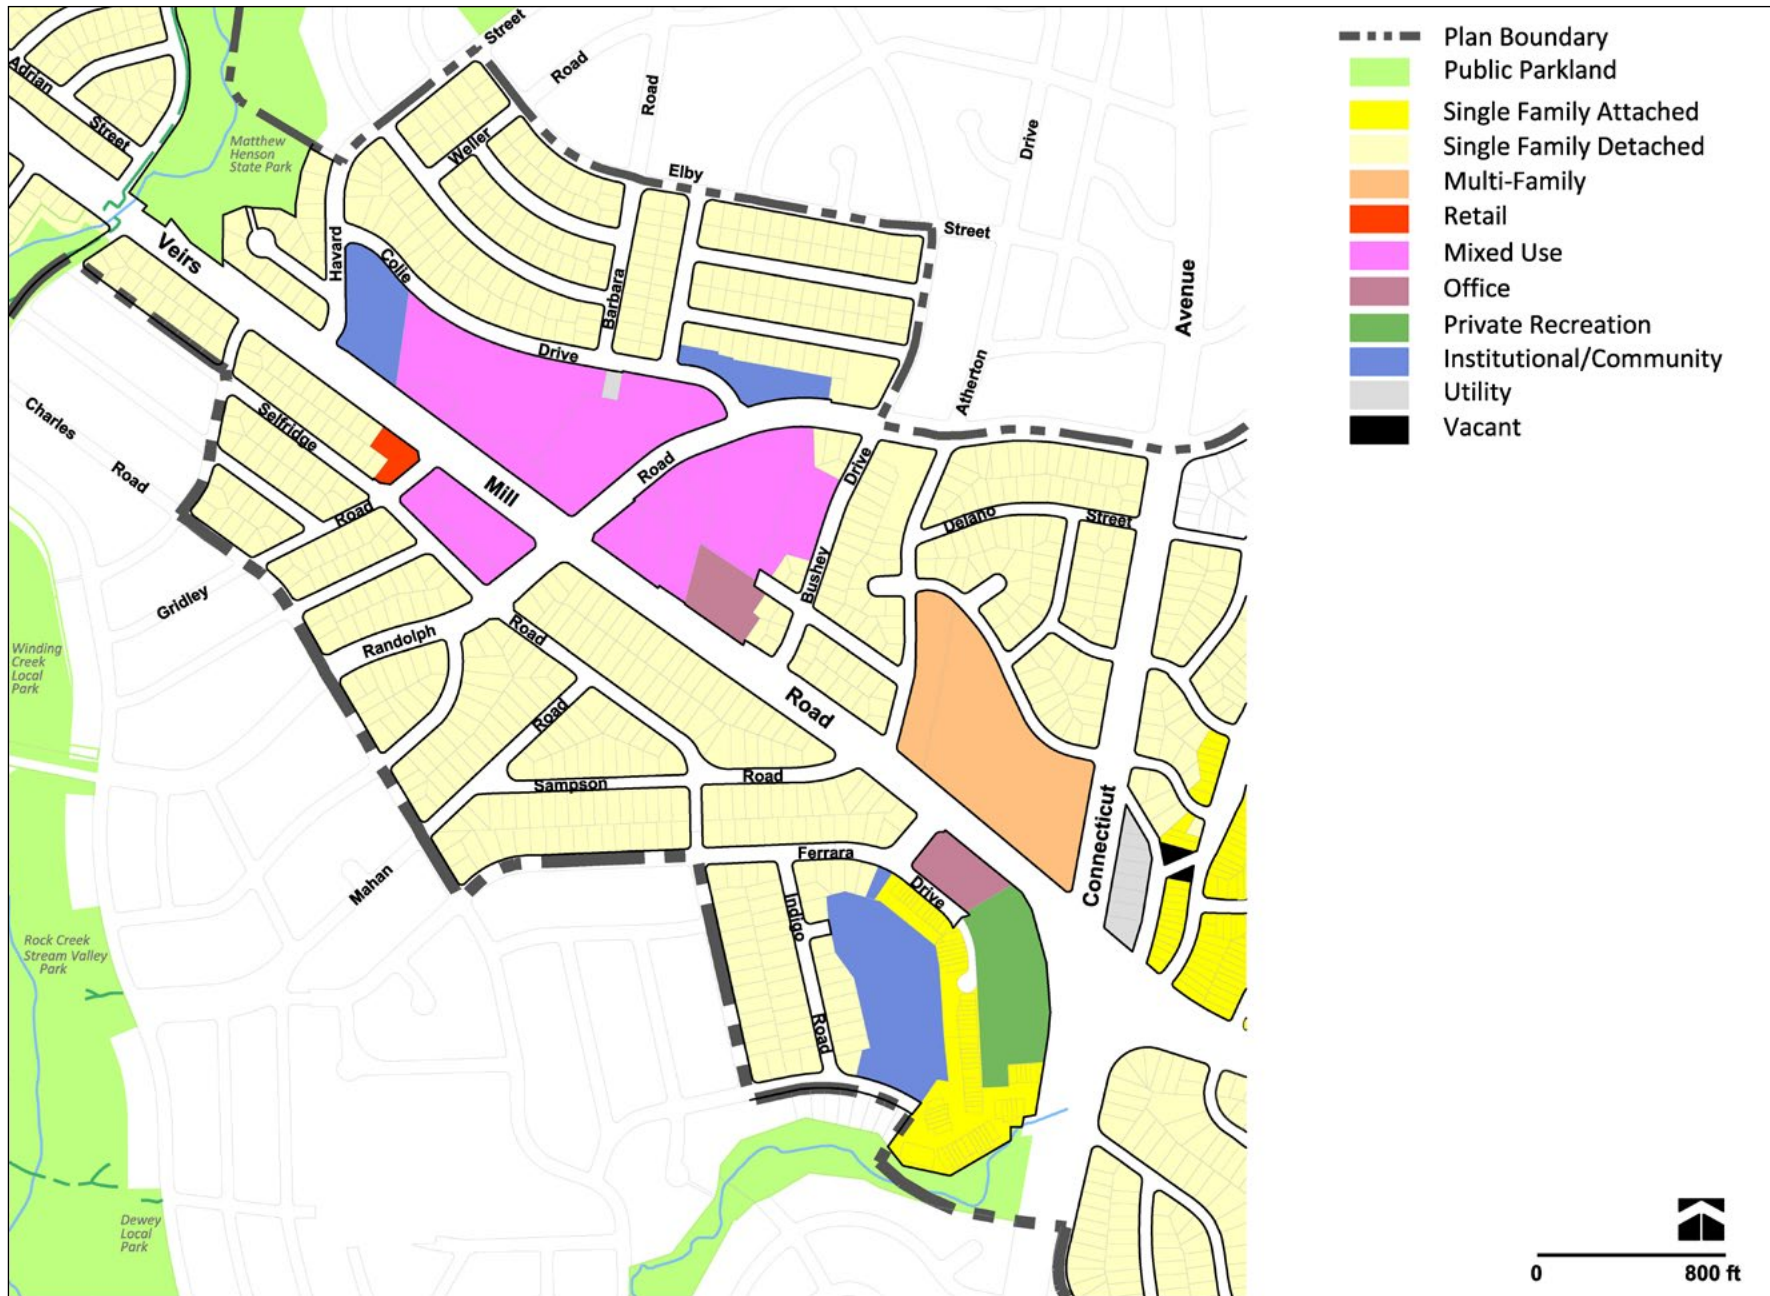 Street
Road
Road
Adrian
Street
Matthew
Henson
State Park
Weller
Elby
Drive
Street
Veirs
Havard
Colie
Barbara
Avenue
Drive
Atherton
Charles
Road
Selfridge
Mill
Road
Drive
Road
Delano
Street
Gridley
Bushey
Winding
Creek
Local
Park
Randolph
Road
Road
Road
Sampson
Road
Connecticut
Ferrara
Drive
Mahan
Indigo
Road
Rock Creek
Stream Valley
Park
Dewey
Local
Park
Plan Boundary
Public Parkland
Single Family Attached
Single Family Detached
Multi-Family
Retail
Mixed Use
Office
Private Recreation
Institutional/Community
Utility
Vacant
0 800 ft